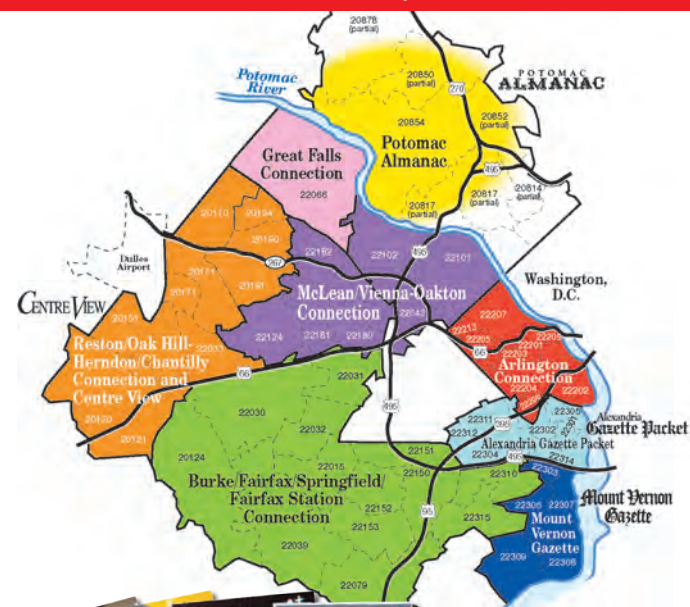 20878
(partial)
20850
(partial)
270
POTOMAC
ALMANAC
Potomac
River
20852
(partial)
20854
Potomac
Almanac
495
Great Falls
Connection
20817
(partial)
20814
(partial)
22066
20817
(partial)
20170
20194
20190
22182
22102
495
22101
Dulles
Airport
267
20171
20191
Washington,
D.C.
McLean/Vienna-Oakton
Connection
22043
CENTRE VIEW
20151
22124
22181
22180
22207
22213
22205
66
22201
22203
22209
Reston/Oak Hill-
Herndon/Chantilly
Connection and
Centre View
22033
66
22031
Arlington
Connection
22204
22202
22206
495
20120
20121
22030
22032
22311
22312
395
22302
22305
22301
Alexandria
Gazette Packet
Alexandria Gazette Packet
22304
495
22314
20124
22015
22151
22150
22310
22303
Burke/Fairfax/Springfield/
Fairfax Station
Connection
22152
22153
95
22315
22307
Mount Vernon
Gazette
Mount
Vernon
Gazette
22039
22309
22308
22079